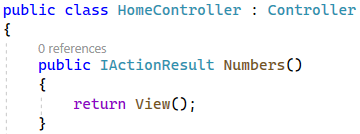 public class HomeController : Controller
{
0 references
public IActionResult Numbers()
{
return View();
}